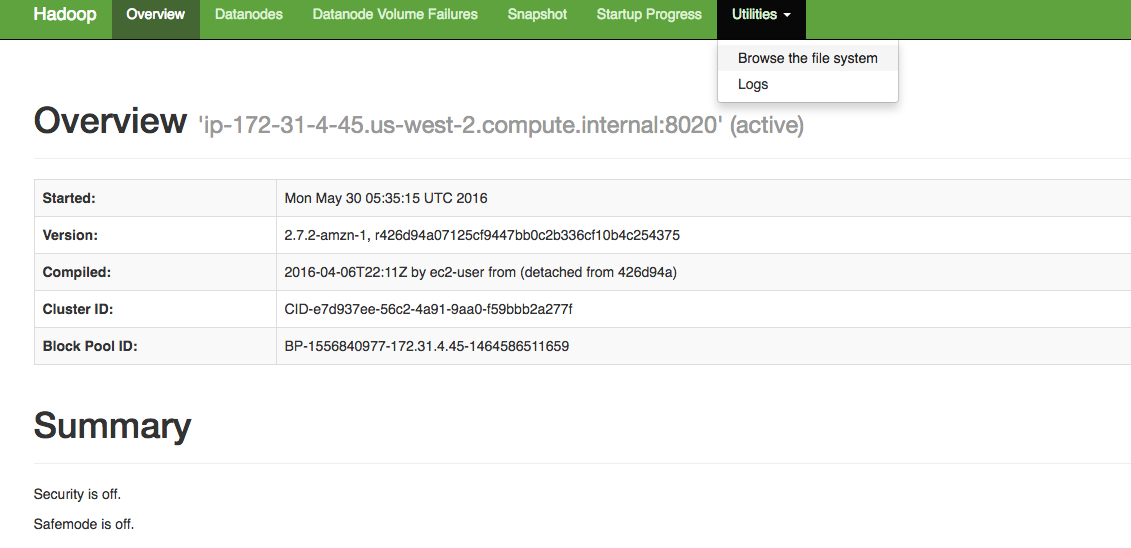 Hadoop Overview Datanodes Datanode Volume Failures Snapshot Startup Progress Utilities
Browse the file system
Logs
Overview 'ip-172-31-4-45.us-west-2.compute.internal:8020' (active)
Started: Mon May 30 05:35:15 UTC 2016
Version: 2.7.2-amzn-1, r426d94a07125cf9447bb0c2b336cf10b4c254375
Compiled: 2016-04-06T22:11Z by ec2-user from (detached from 426d94a)
Cluster ID: CID-e7d937ee-56c2-4a91-9aa0-f59bbb2a277f
Block Pool ID: BP-1556840977-172.31.4.45-1464586511659
Summary
Security is off.
Safemode is off.